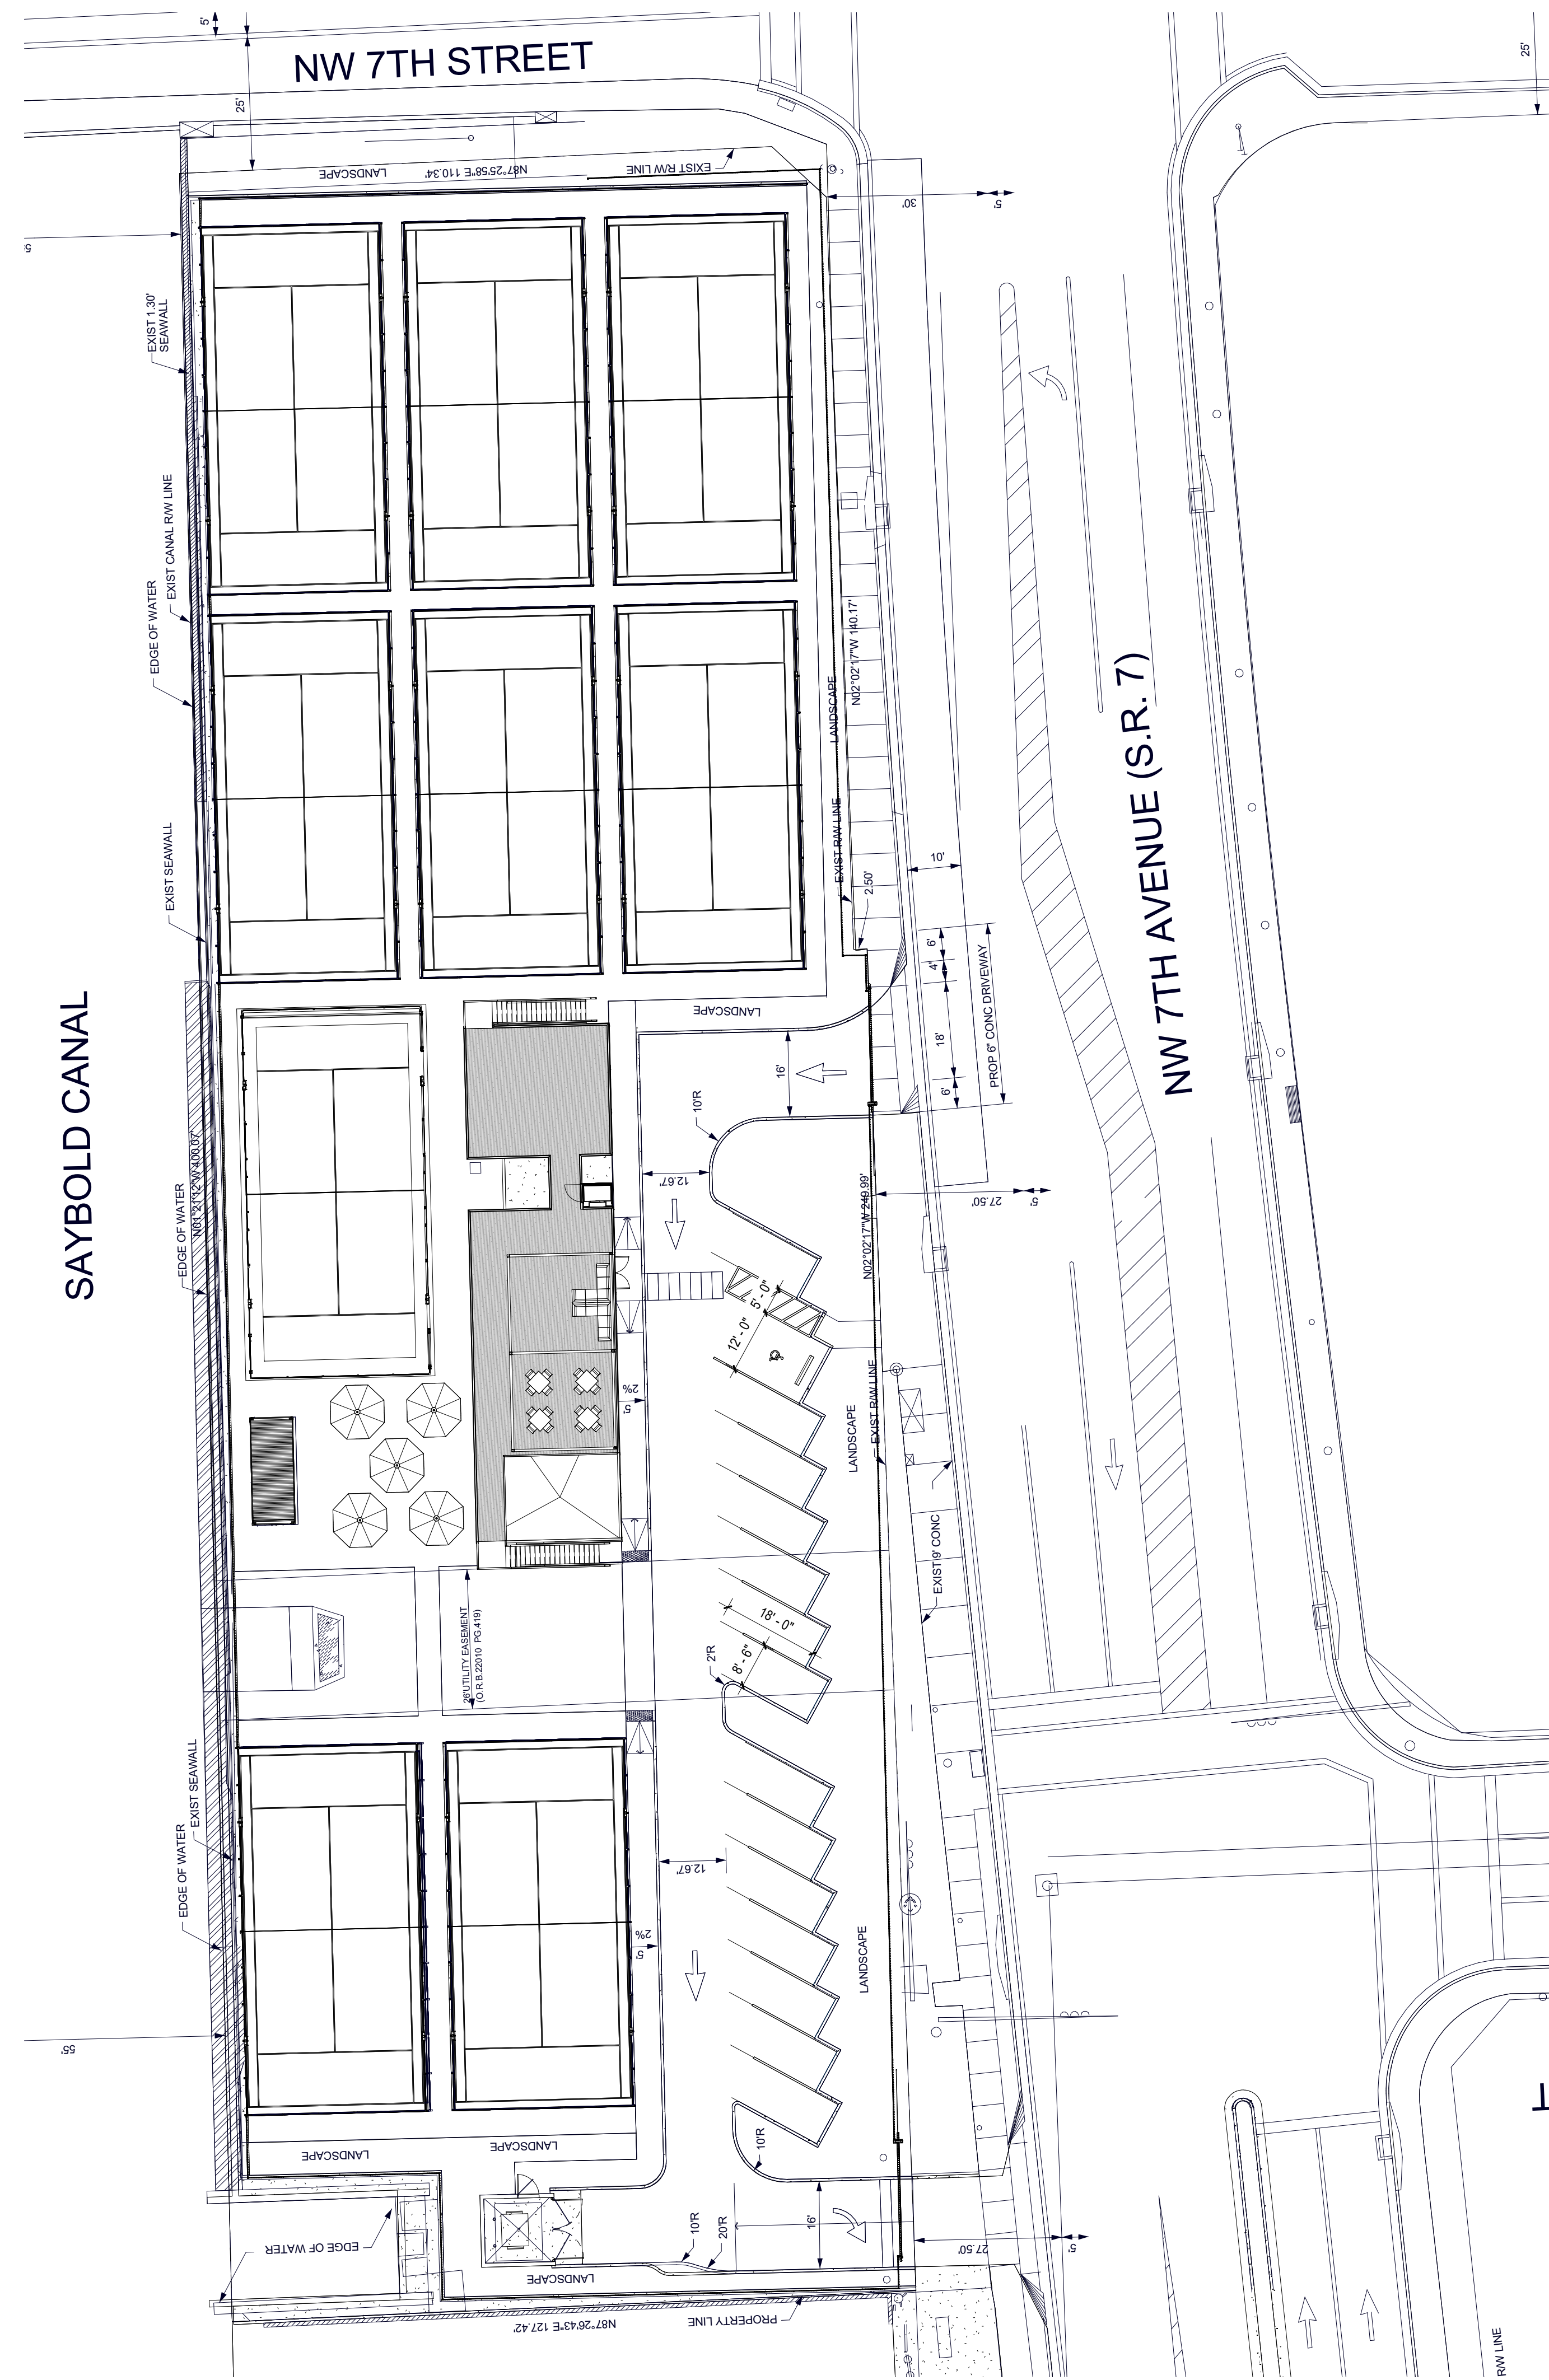 5'
NW 7TH STREET
25'
25'
LANDSCAPE
N87°25'58"E 110.34'
EXIST R/W LINE
30'
5'
EXIST 1.30'
SEAWALL
EXIST CANAL R/W LINE
EDGE OF WATER
N02°02'17"W 140.17'
LANDSCAPE
NW 7TH AVENUE (S.R. 7)
EXIST SEAWALL
EXIST R/W LINE
10'
2.50'
6'
4'
18'
6'
PROP 6" CONC DRIVEWAY
SAYBOLD CANAL
LANDSCAPE
16'
10'R
N01°21'12"W 400.07'
EDGE OF WATER
12.67'
N02°02'17"W 249.99'
27.50'
5'
5' - 0"
12' - 0"
2%
5'
EXIST R/W LINE
LANDSCAPE
EXIST 9' CONC
26'UTILITY EASEMENT
(O.R.B.22010 PG.419)
18' - 0"
8' - 6"
2'R
EXIST SEAWALL
EDGE OF WATER
12.67'
2%
5'
LANDSCAPE
55'
LANDSCAPE
LANDSCAPE
10'R
EDGE OF WATER
10'R
20'R
16'
27.50'
5'
LANDSCAPE
N87°26'43"E 127.42'
PROPERTY LINE
R/W LINE